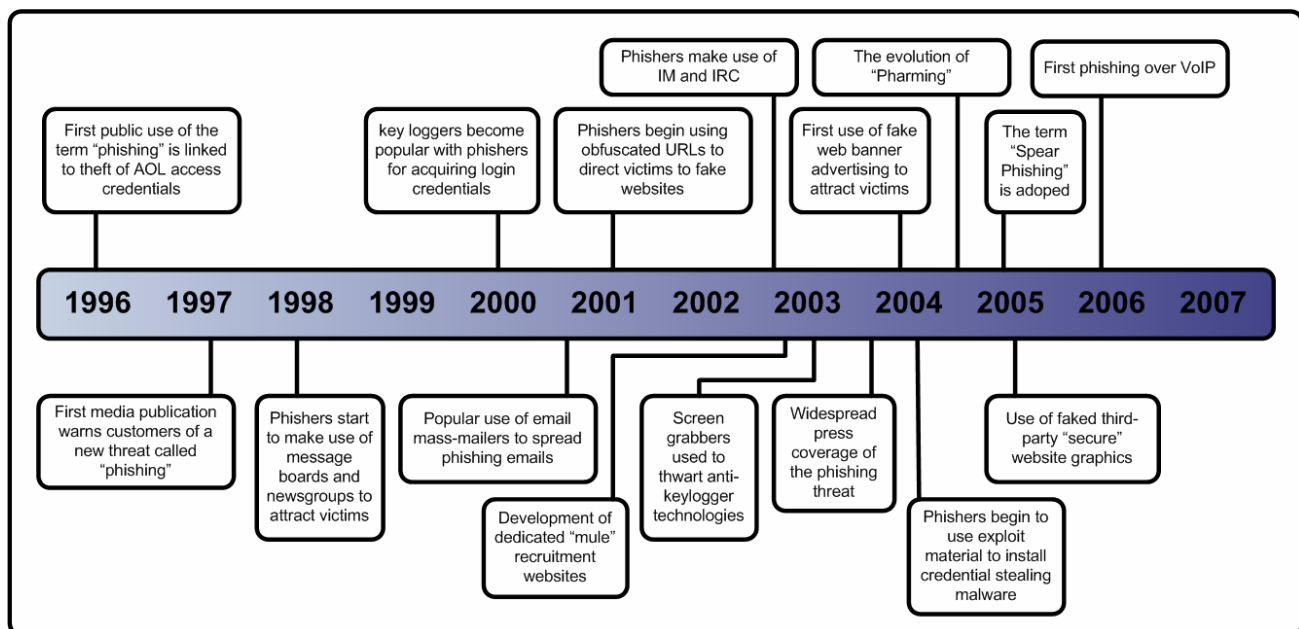 Phishers make use of
IM and IRC
The evolution of
“Pharming”
First phishing over VoIP
First public use of the
term “phishing” is linked
to theft of AOL access
credentials
key loggers become
popular with phishers
for acquiring login
credentials
Phishers begin using
obfuscated URLs to
direct victims to fake
websites
First use of fake
web banner
advertising to
attract victims
The term
“Spear
Phishing”
is adoped
1996 1997 1998 1999 2000 2001 2002 2003 2004 2005 2006 2007
First media publication
warns customers of a
new threat called
“phishing”
Phishers start
to make use of
message
boards and
newsgroups to
attract victims
Popular use of email
mass-mailers to spread
phishing emails
Development of
dedicated “mule”
recruitment
websites
Screen
grabbers
used to
thwart anti-
keylogger
technologies
Widespread
press
coverage of
the phishing
threat
Phishers begin to
use exploit
material to install
credential stealing
malware
Use of faked third-
party “secure”
website graphics